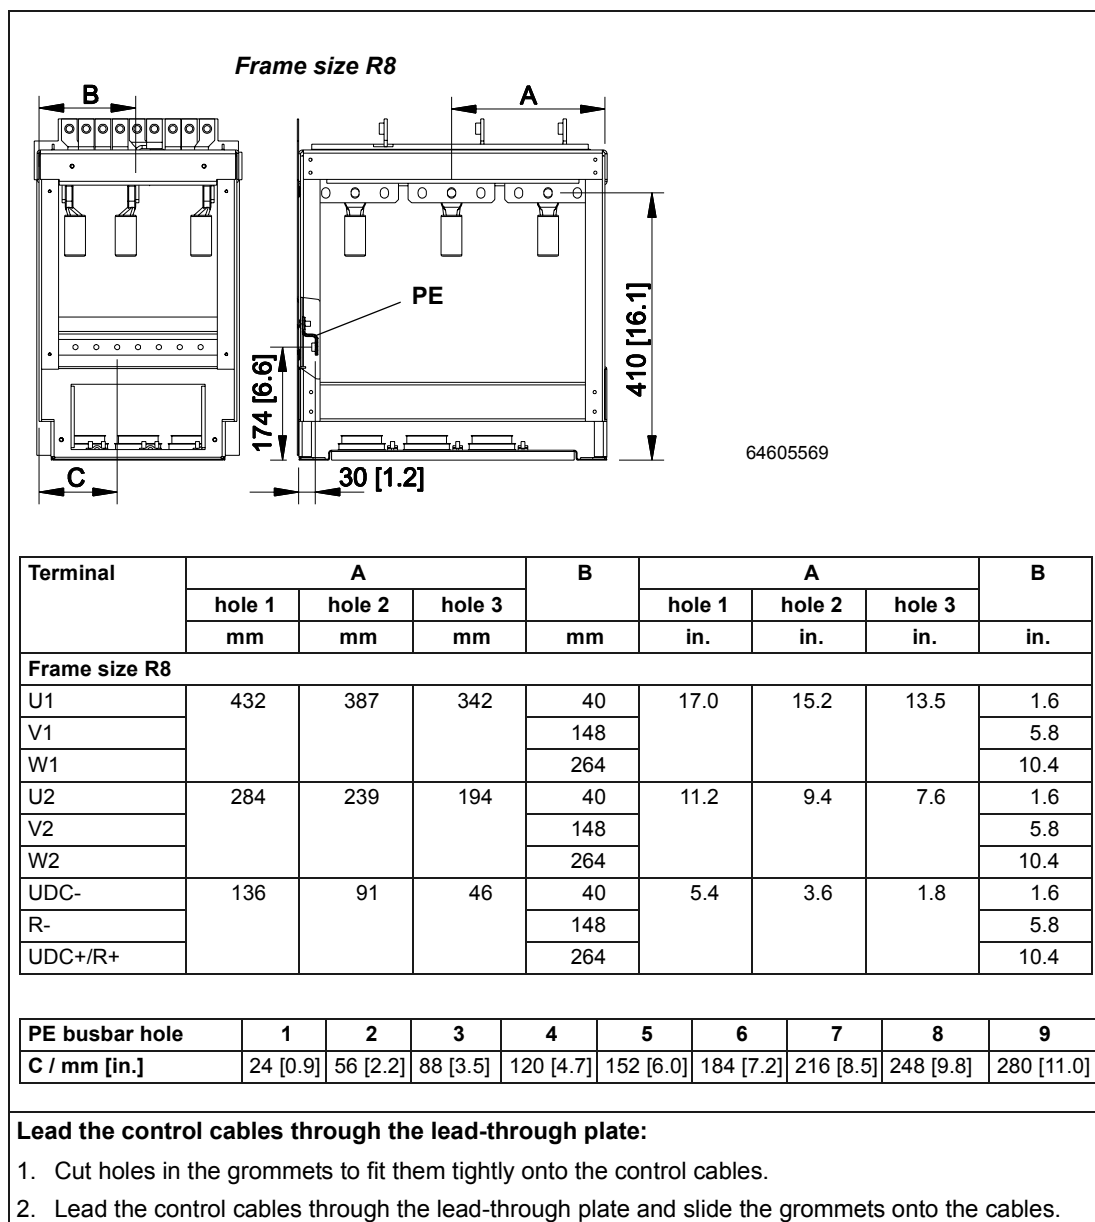 Frame size R8
B
A
PE
410 [16.1]
174 [6.6]
64605569
C
30 [1.2]
Terminal A B A B
hole 1 hole 2 hole 3 hole 1 hole 2 hole 3
mm mm mm mm in. in. in. in.
Frame size R8
U1 432 387 342 40 17.0 15.2 13.5 1.6
V1 148 5.8
W1 264 10.4
U2 284 239 194 40 11.2 9.4 7.6 1.6
V2 148 5.8
W2 264 10.4
UDC- 136 91 46 40 5.4 3.6 1.8 1.6
R- 148 5.8
UDC+/R+ 264 10.4
PE busbar hole 1 2 3 4 5 6 7 8 9
C / mm [in.] 24 [0.9] 56 [2.2] 88 [3.5] 120 [4.7] 152 [6.0] 184 [7.2] 216 [8.5] 248 [9.8] 280 [11.0]
Lead the control cables through the lead-through plate:
1. Cut holes in the grommets to fit them tightly onto the control cables.
2. Lead the control cables through the lead-through plate and slide the grommets onto the cables.